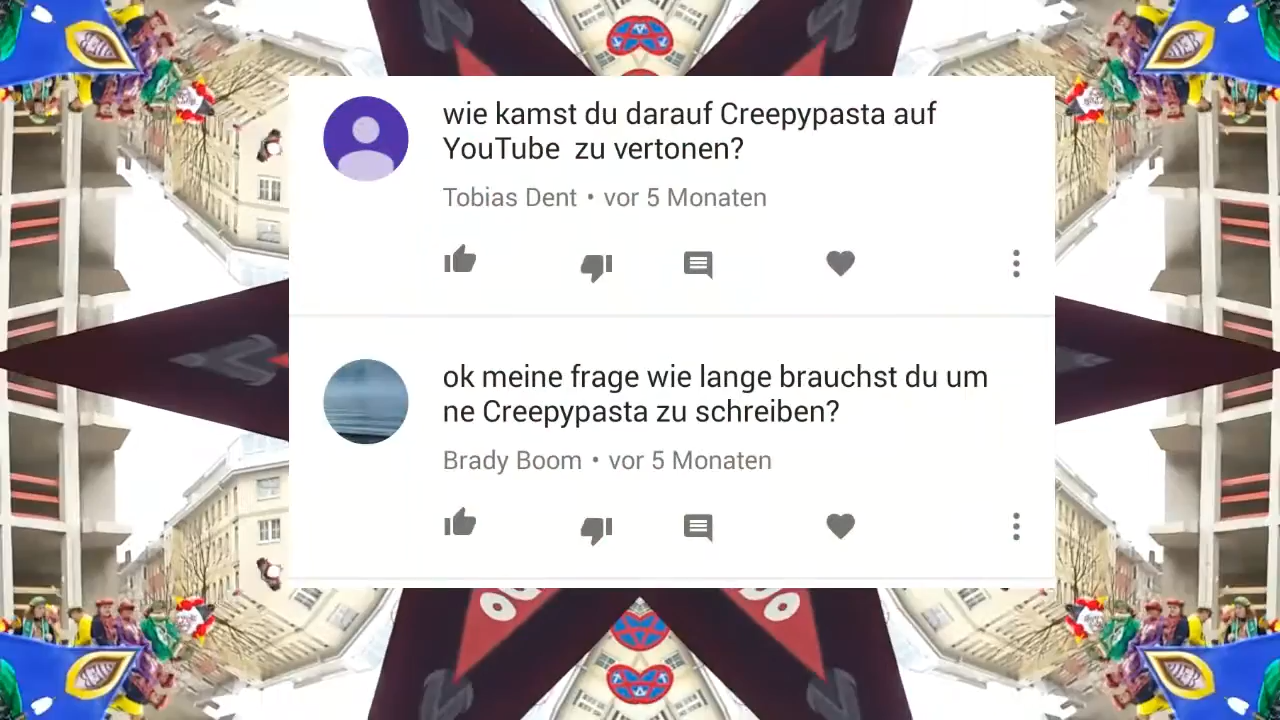 wie kamst du darauf Creepypasta auf
YouTube  zu vertonen?
Tobias Dent • vor 5 Monaten
ok meine frage wie lange brauchst du um
ne Creepypasta zu schreiben?
Brady Boom • vor 5 Monaten